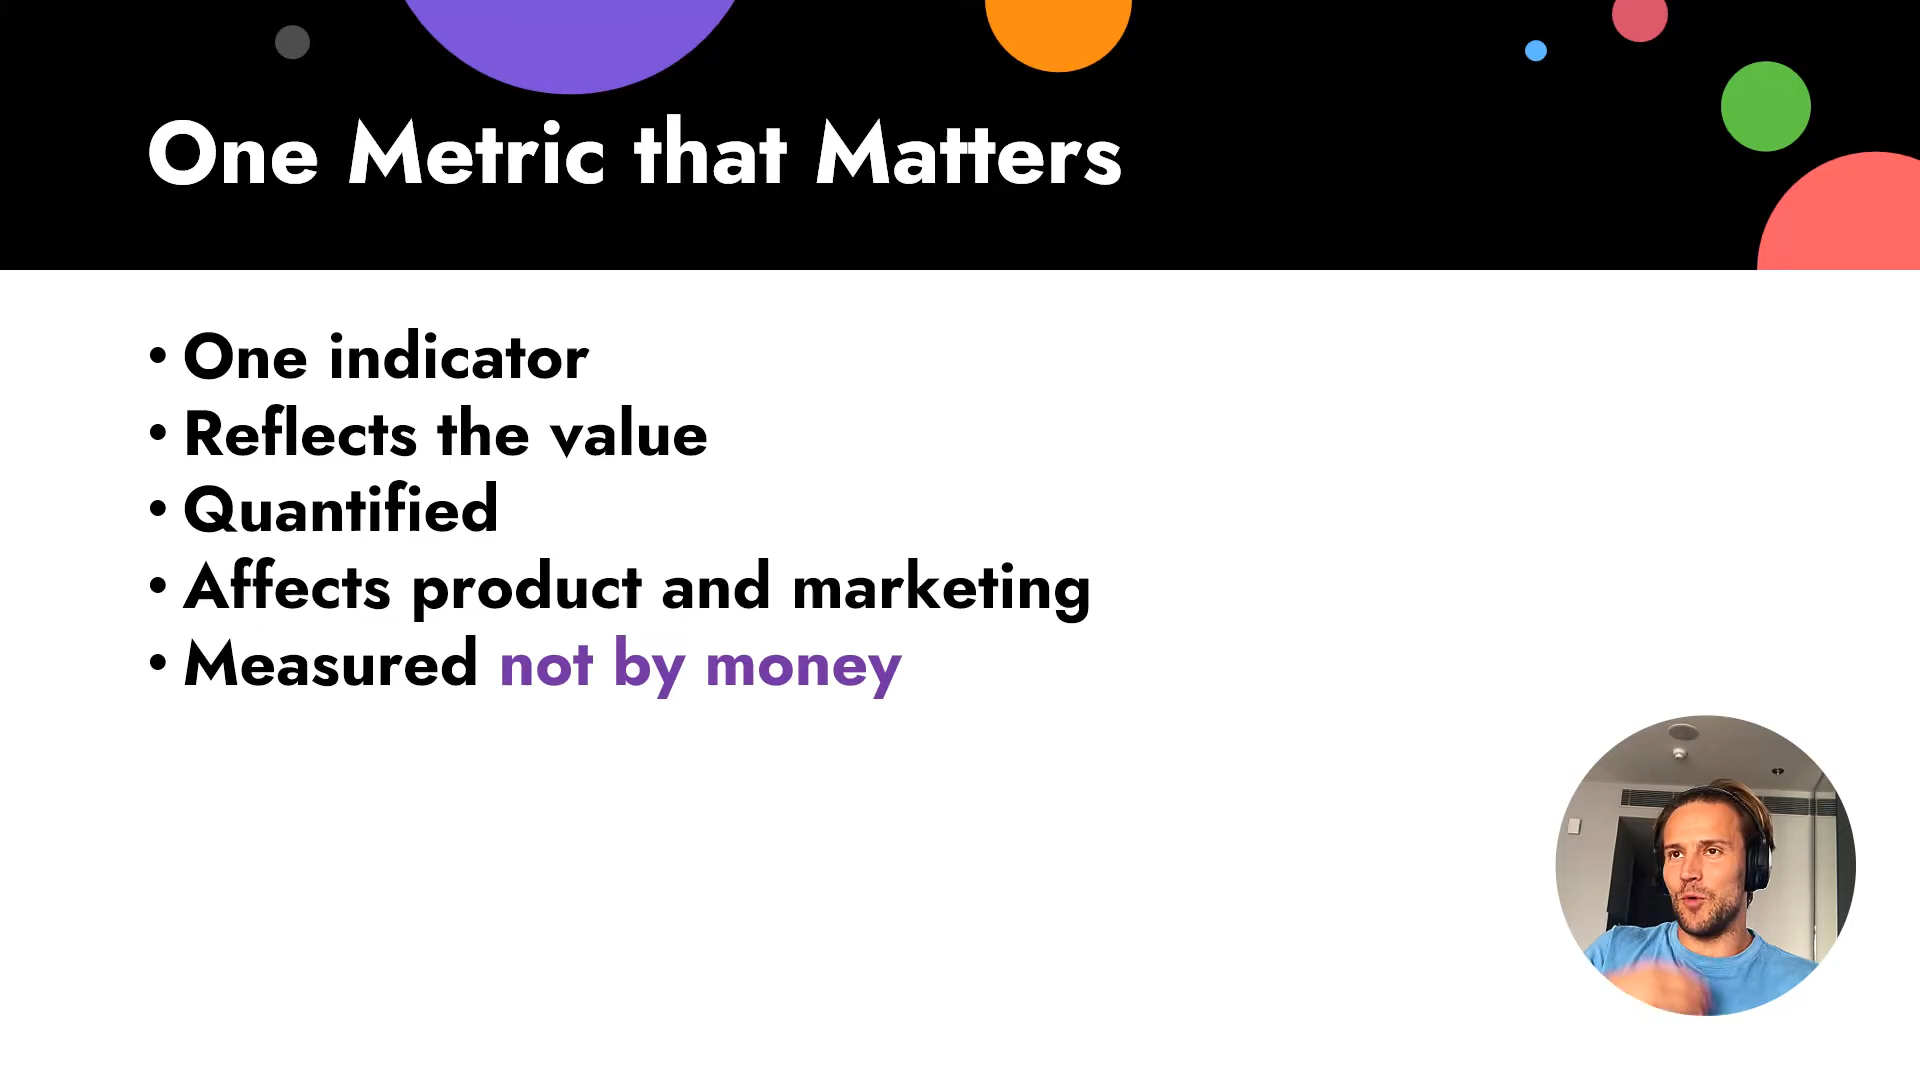 One Metric that Matters
• One indicator
• Reflects the value
• Quantified
• Affects product and marketing
• Measured not by money